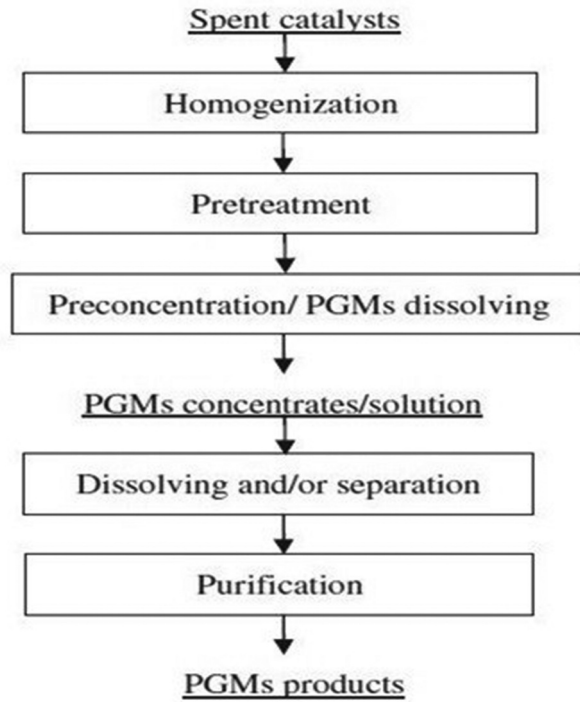 Spent catalysts
Homogenization
Pretreatment
Preconcentration/ PGMs dissolving
PGMs concentrates/solution
Dissolving and/or separation
Purification
PGMs products